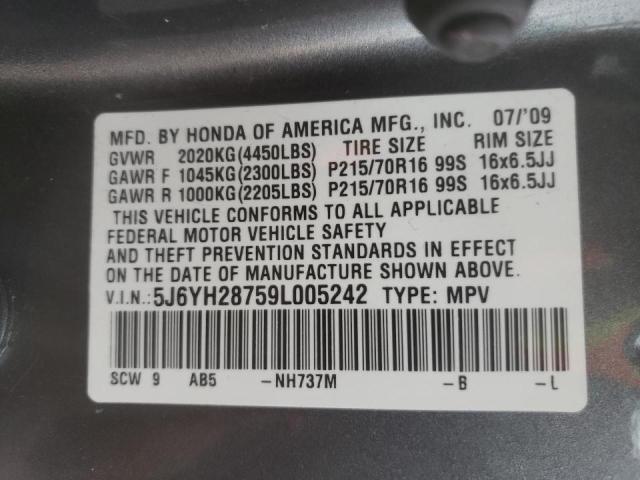 MFD. BY HONDA OF AMERICA MFG., INC. 07/'09
GVWR 2020KG(4450LBS) TIRE SIZE RIM SIZE
GAWR F 1045KG(2300LBS) P215/70R16 99S 16x6.5JJ
GAWR R 1000KG(2205LBS) P215/70R16 99S 16x6.5JJ
THIS VEHICLE CONFORMS TO ALL APPLICABLE
FEDERAL MOTOR VEHICLE SAFETY
AND THEFT PREVENTION STANDARDS IN EFFECT
ON THE DATE OF MANUFACTURE SHOWN ABOVE.
V.I.N.:5J6YH28759L005242 TYPE: MPV
SCW 9 AB5 -NH737M -B -L